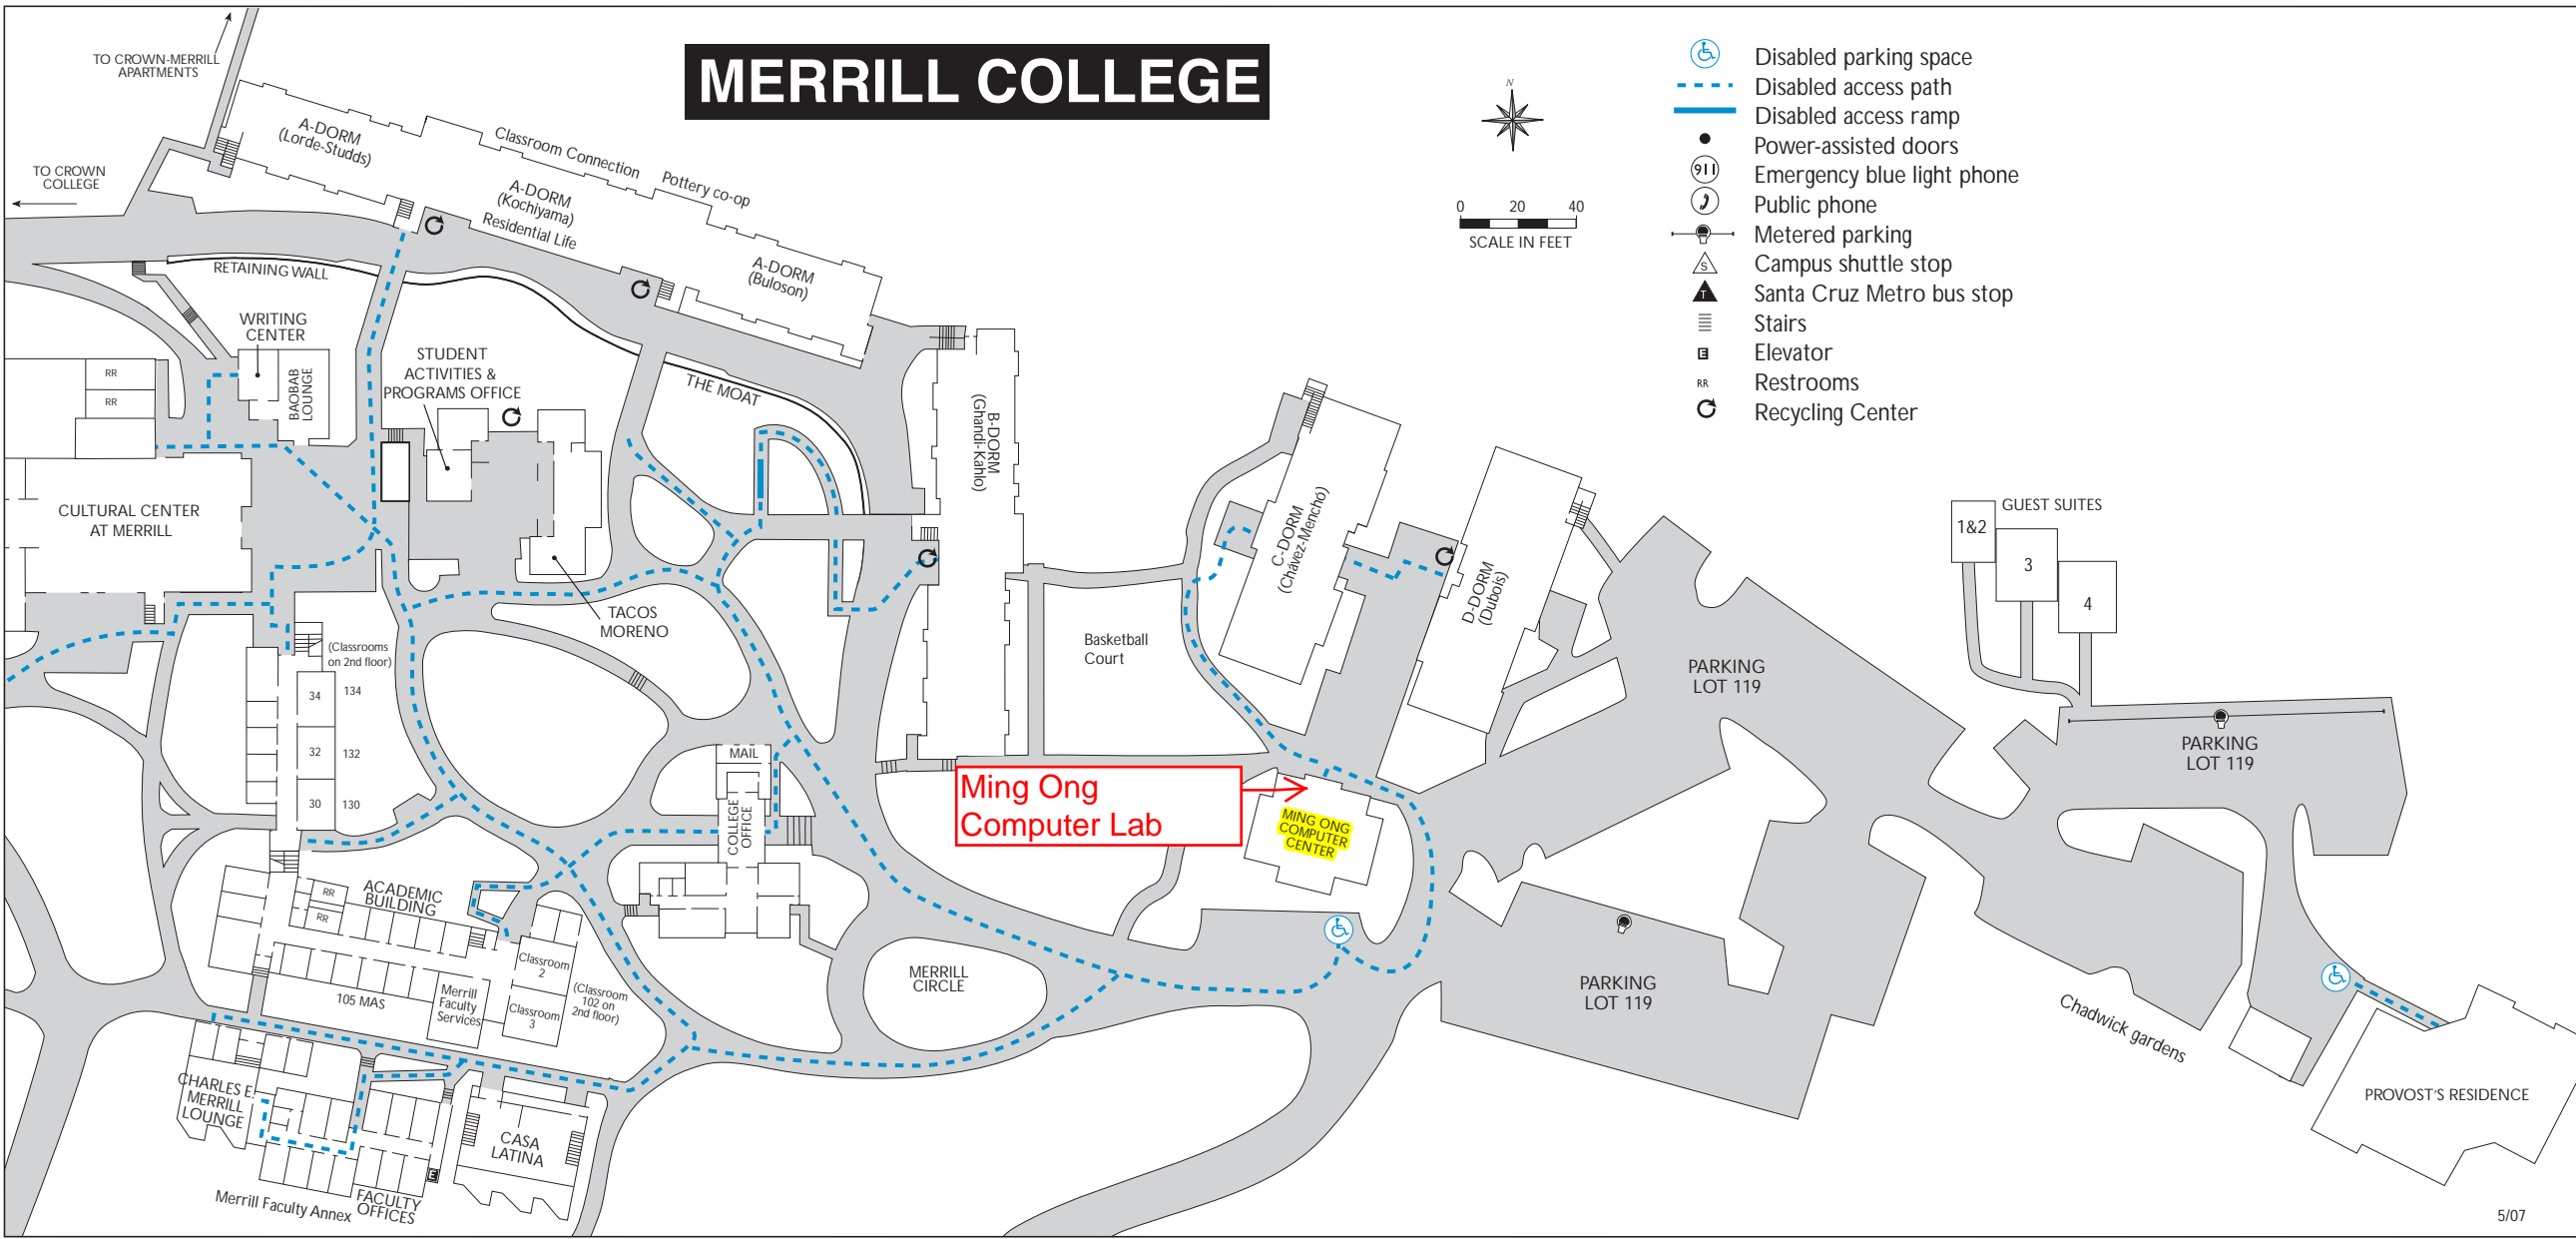 MERRILL COLLEGE
TO CROWN-MERRILL
APARTMENTS
TO CROWN
COLLEGE
A-DORM
(Lorde-Studds)
Classroom Connection
Pottery co-op
A-DORM
(Kochiyama)
Residential Life
A-DORM
(Buloson)
N
0 20 40
SCALE IN FEET
Disabled parking space
Disabled access path
Disabled access ramp
Power-assisted doors
911
Emergency blue light phone
Public phone
Metered parking
S
Campus shuttle stop
T
Santa Cruz Metro bus stop
Stairs
E
Elevator
RR
Restrooms
Recycling Center
RETAINING WALL
WRITING
CENTER
BAOBAB
LOUNGE
RR
RR
STUDENT
ACTIVITIES &
PROGRAMS OFFICE
THE MOAT
B-DORM
(Ghandi-Kahlo)
CULTURAL CENTER
AT MERRILL
TACOS
MORENO
C-DORM
(Chávez-Menchó)
D-DORM
(Dubois)
Basketball
Court
GUEST SUITES
1&2
3
4
PARKING
LOT 119
PARKING
LOT 119
(Classrooms
on 2nd floor)
34 134
32 132
30 130
MAIL
COLLEGE
OFFICE
Ming Ong
Computer Lab
MING ONG
COMPUTER
CENTER
ACADEMIC
BUILDING
RR
RR
105 MAS
Merrill
Faculty
Services
Classroom
2
Classroom
3
(Classroom
102 on
2nd floor)
MERRILL
CIRCLE
PARKING
LOT 119
Chadwick gardens
PROVOST'S RESIDENCE
CHARLES E.
MERRILL
LOUNGE
CASA
LATINA
E
FACULTY
OFFICES
Merrill Faculty Annex
5/07